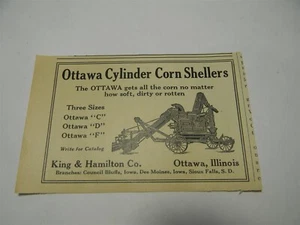 Ottawa Cylinder Corn Shellers
The OTTAWA gets all the corn no matter
how soft, dirty or rotten
Three Sizes
Ottawa "C"
Ottawa "D"
Ottawa "F"
Write for Catalog
King & Hamilton Co. Ottawa, Illinois
Branches: Council Bluffs, Iowa, Des Moines, Iowa, Sioux Falls, S. D.